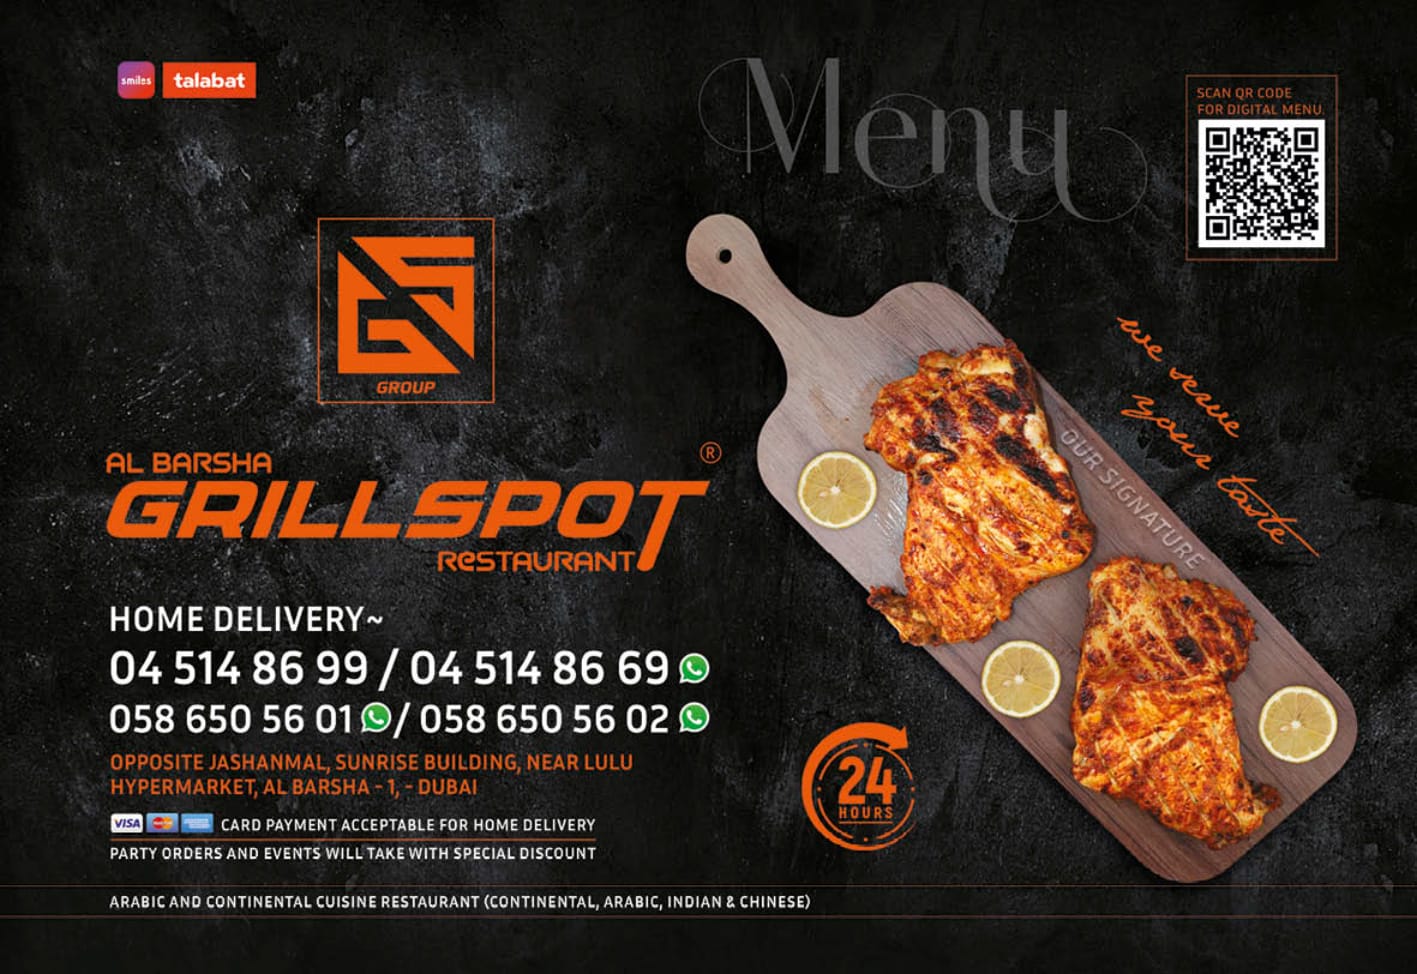 smiles
talabat
Menu
SCAN QR CODE
FOR DIGITAL MENU.
GS
GROUP
we serve
your taste
AL BARSHA
GRILLSPOT ®
RESTAURANT
OUR SIGNATURE
HOME DELIVERY~
04 514 86 99 / 04 514 86 69
058 650 56 01 / 058 650 56 02
OPPOSITE JASHANMAL, SUNRISE BUILDING, NEAR LULU
HYPERMARKET, AL BARSHA - 1, - DUBAI
24
HOURS
VISA CARD PAYMENT ACCEPTABLE FOR HOME DELIVERY
PARTY ORDERS AND EVENTS WILL TAKE WITH SPECIAL DISCOUNT
ARABIC AND CONTINENTAL CUISINE RESTAURANT (CONTINENTAL, ARABIC, INDIAN & CHINESE)